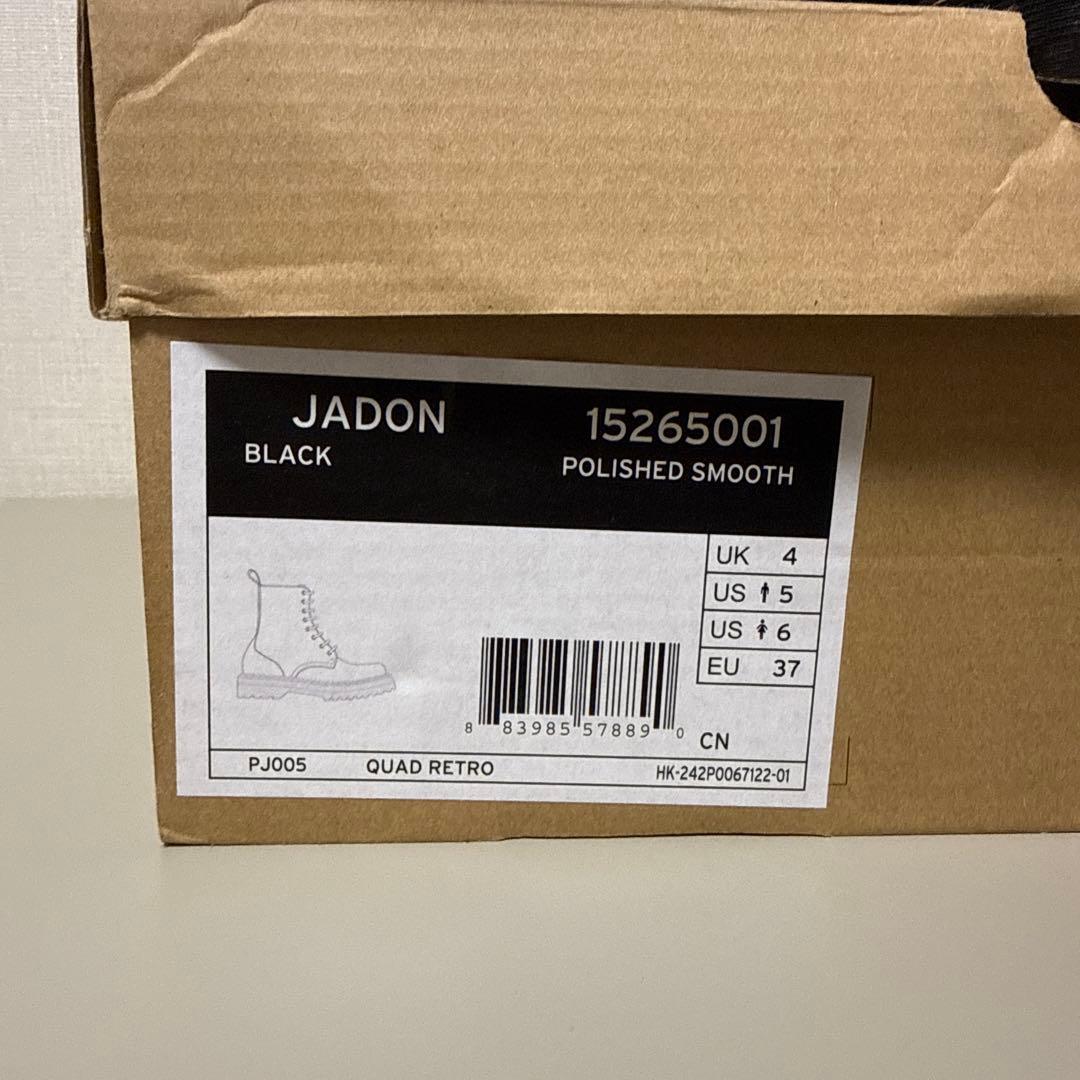 JADON 15265001
BLACK POLISHED SMOOTH
UK 4
US 5
US 6
EU 37
8 83985 57889 0
CN
PJ005 QUAD RETRO HK-242P0067122-01